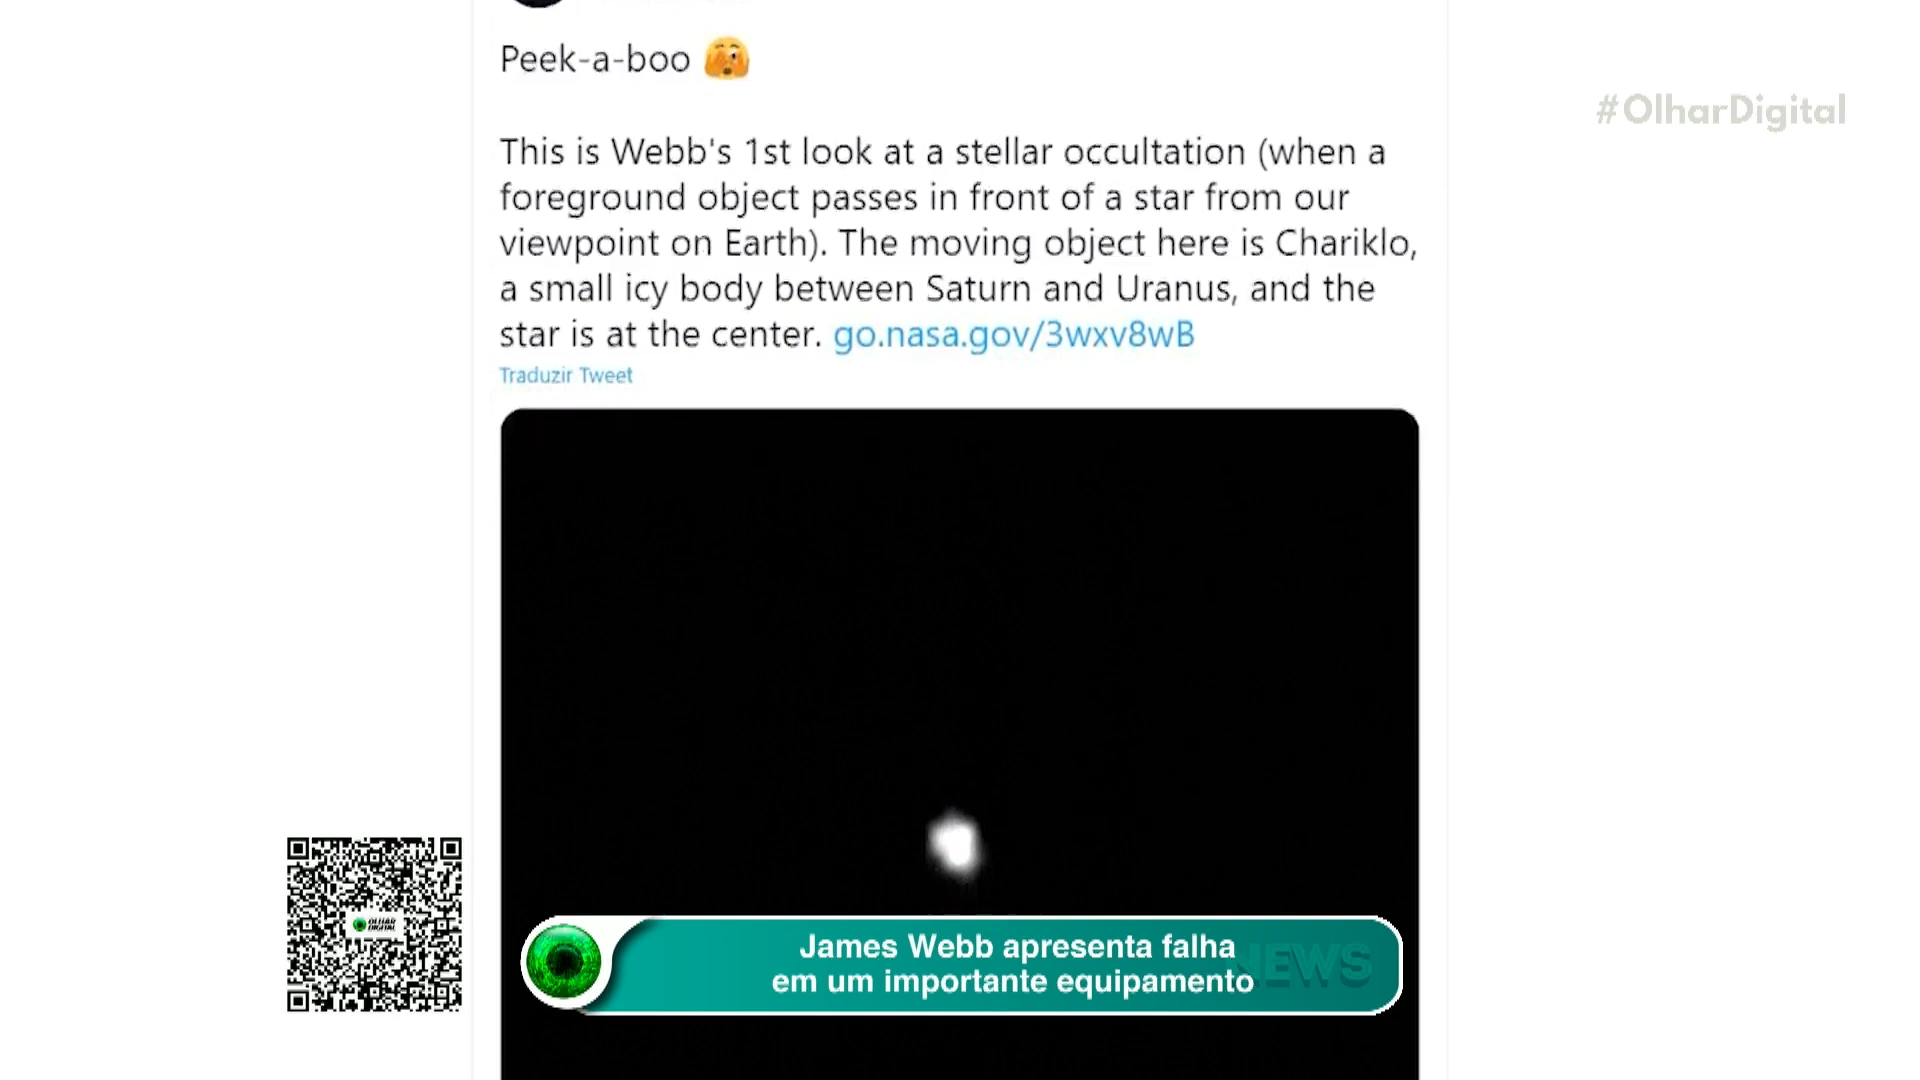 Peek-a-boo
#OlharDigital
This is Webb's 1st look at a stellar occultation (when a
foreground object passes in front of a star from our
viewpoint on Earth). The moving object here is Chariklo,
a small icy body between Saturn and Uranus, and the
star is at the center. go.nasa.gov/3wxv8wB
Traduzir Tweet
OLHAR
DIGITAL
James Webb apresenta falha
em um importante equipamento
NEWS